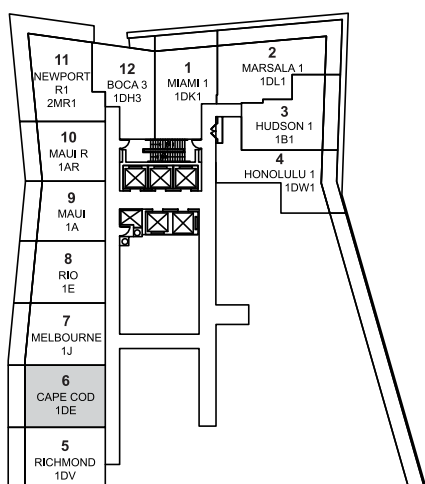 11
NEWPORT
R1
2MR1
12
BOCA 3
1DH3
1
MIAMI 1
1DK1
2
MARSALA 1
1DL1
3
HUDSON 1
1B1
4
HONOLULU 1
1DW1
10
MAUI R
1AR
9
MAUI
1A
8
RIO
1E
7
MELBOURNE
1J
6
CAPE COD
1DE
5
RICHMOND
1DV